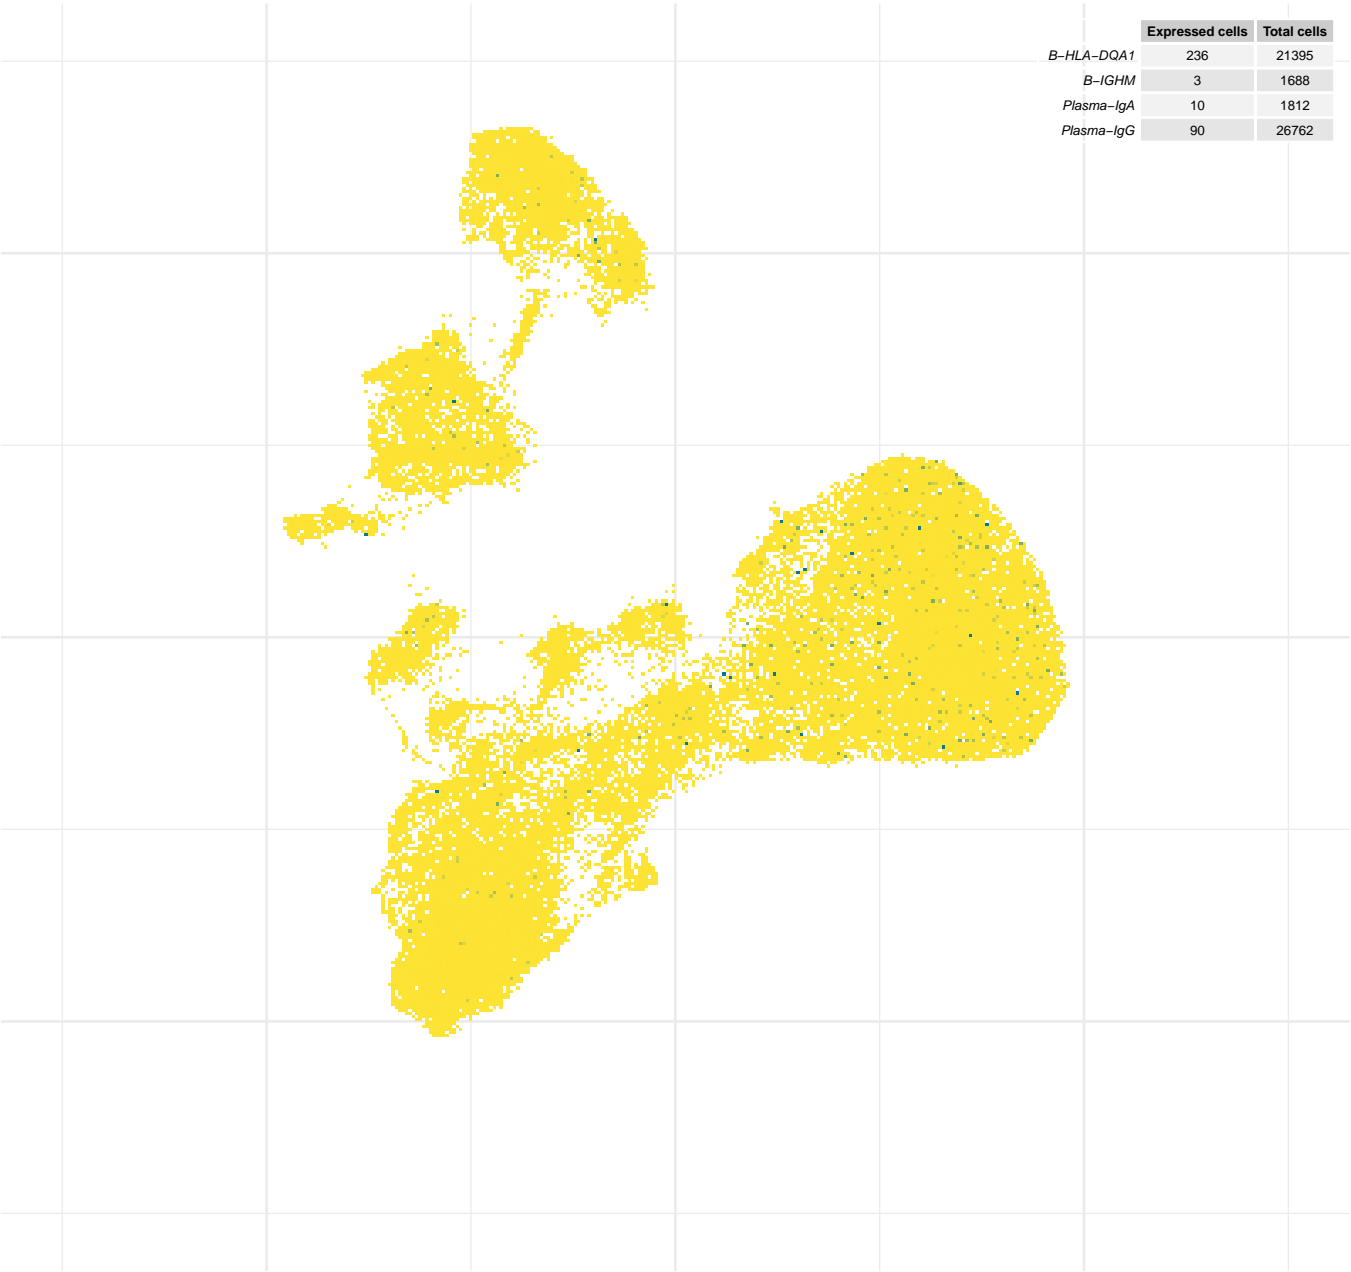 Expressed cells Total cells
B−HLA−DQA1 236 21395
B−IGHM 3 1688
Plasma−IgA 10 1812
Plasma−IgG 90 26762